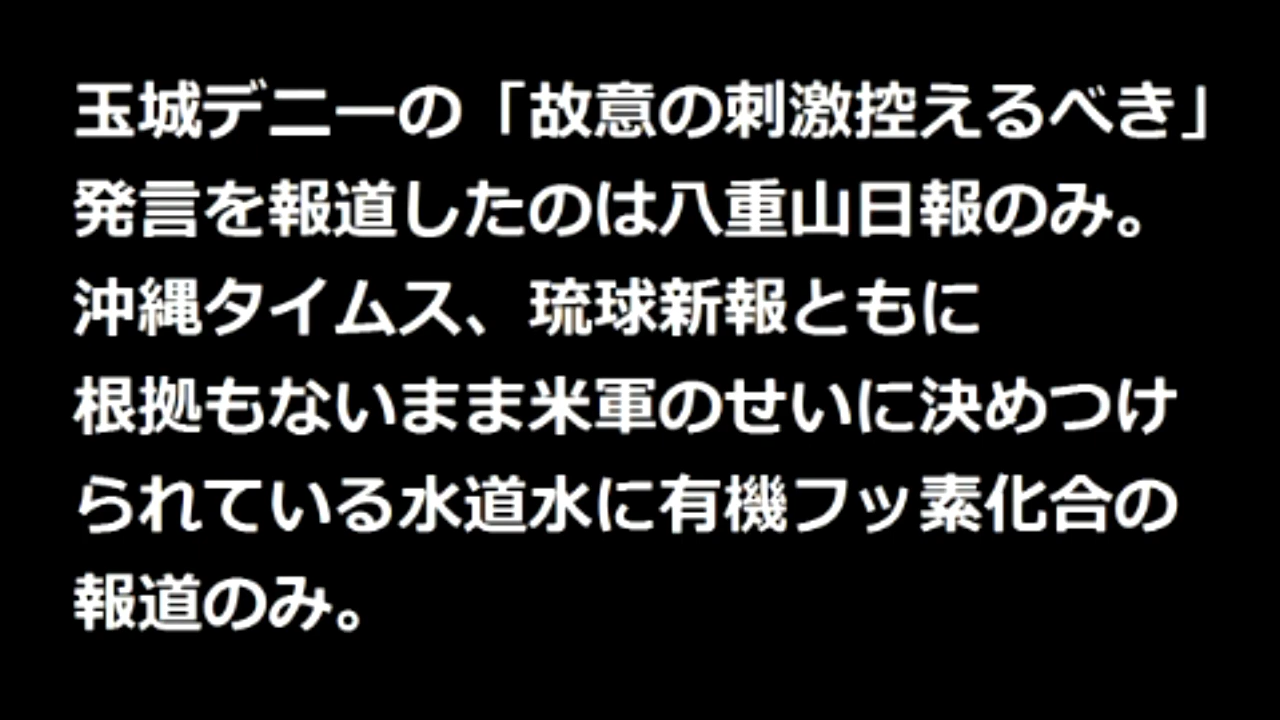 玉城デニーの「故意の刺激控えるべき」
発言を報道したのは八重山日報のみ。
沖縄タイムス、琉球新報ともに
根拠もないまま米軍のせいに決めつけ
られている水道水に有機フッ素化合の
報道のみ。